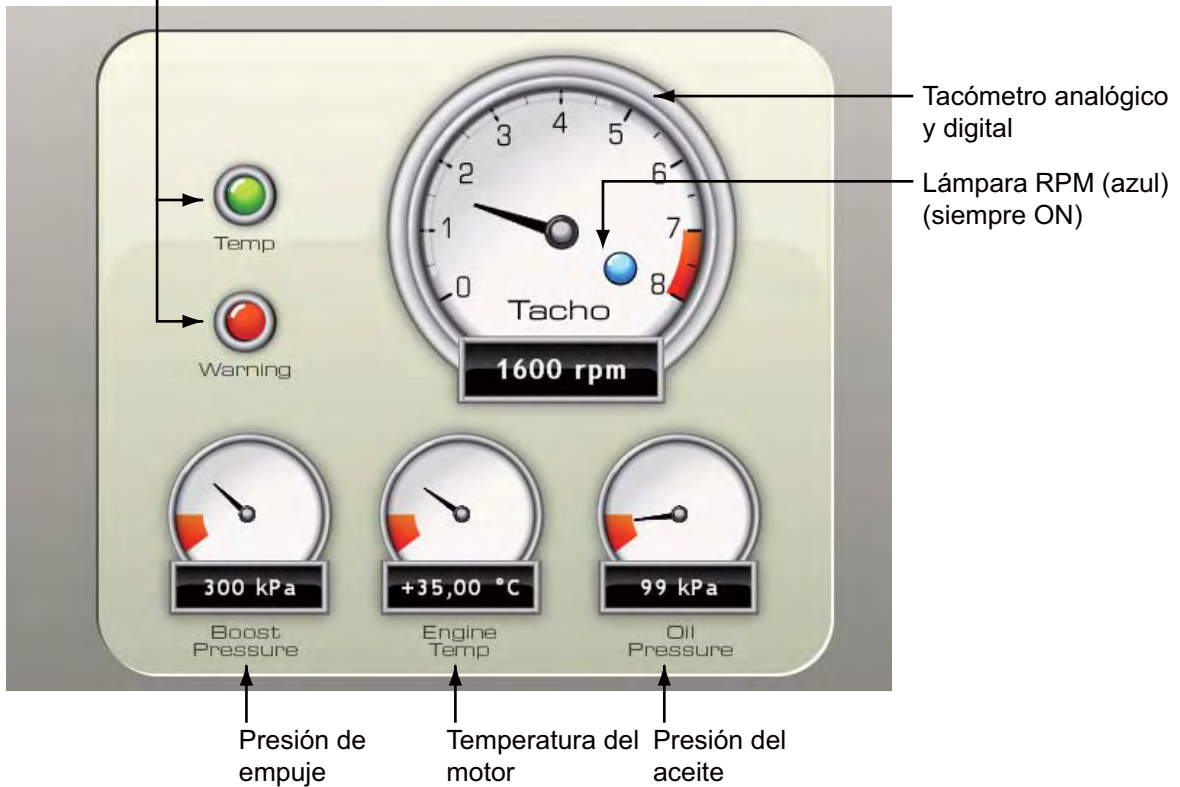 Tacómetro analógico
y digital
Lámpara RPM (azul)
(siempre ON)
0
1
2
3
4
5
6
7
8
Tacho
1600 rpm
Temp
Warning
300 kPa
+35,00 °C
99 kPa
Boost
Pressure
Engine
Temp
Oil
Pressure
Presión de
empuje
Temperatura del
motor
Presión del
aceite